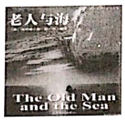 老人与海
The Old Man
and the Sea